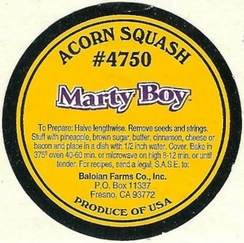 ACORN SQUASH
#4750
Marty Boy™
To Prepare: Halve lengthwise. Remove seeds and strings.
Stuff with pineapple, brown sugar, butter, cinnamon, cheese or
bacon and place in a dish with 1/2 inch water. Cover. Bake in
375° oven 40-60 min. or microwave on high 8-12 min. or until
tender. For recipes, send a legal, S.A.S.E. to:
Baloian Farms Co., Inc.
P.O. Box 11337
Fresno, CA 93772
PRODUCE OF USA